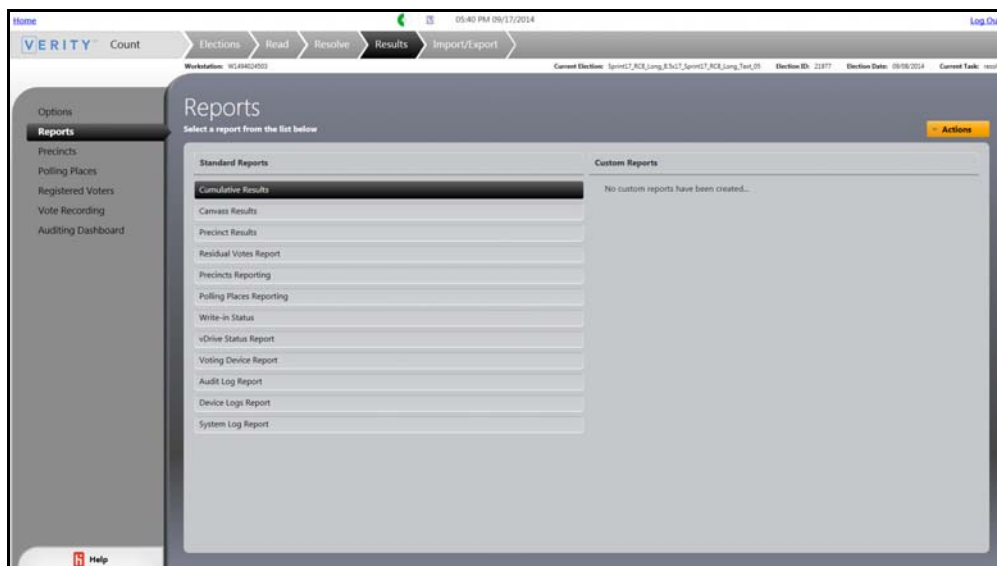 Home 05:40 PM 09/17/2014 Log Ou
VERITY Count Elections Read Resolve Results Import/Export
Workstation: Current Election: Election ID: 21877 Election Date: 09/08/2014 Current Task:
Reports
Select a report from the list below
Actions
Options
Reports
Precincts
Polling Places
Registered Voters
Vote Recording
Auditing Dashboard
Standard Reports
Cumulative Results
Canvass Results
Precinct Results
Residual Votes Report
Precincts Reporting
Polling Places Reporting
Write-in Status
vDrive Status Report
Voting Device Report
Audit Log Report
Device Logs Report
System Log Report
Custom Reports
No custom reports have been created...
Help